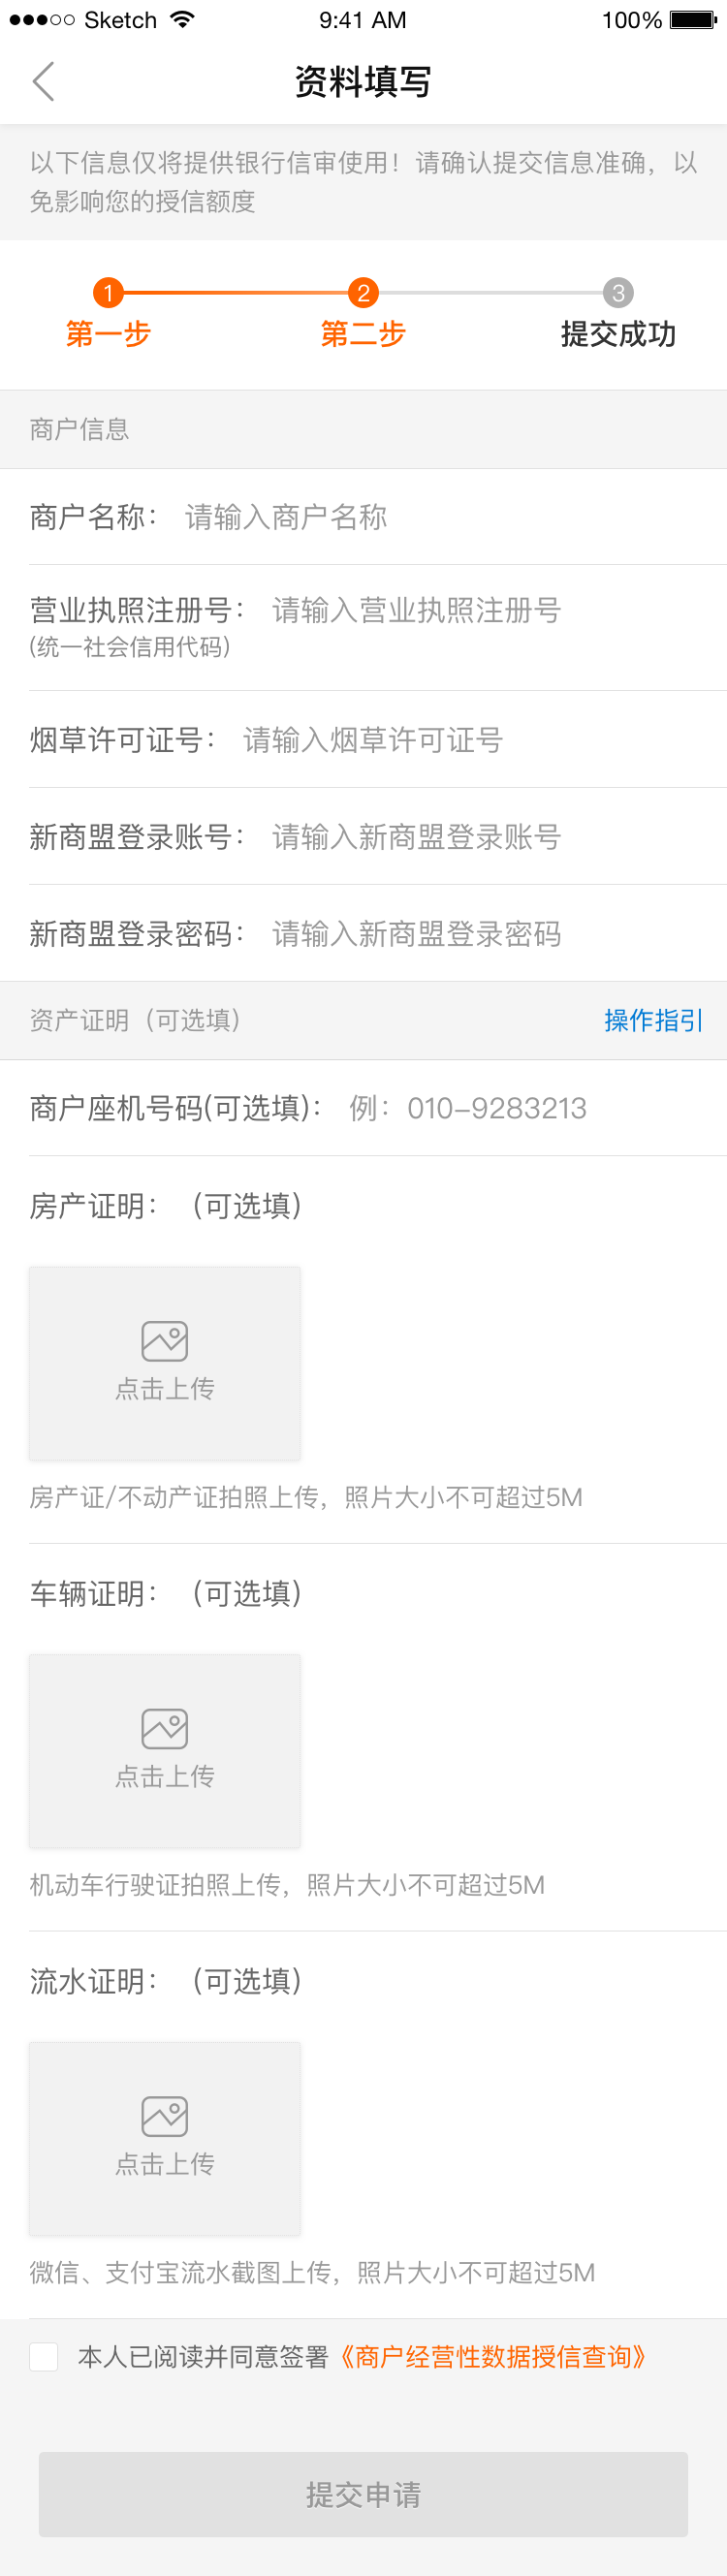 Sketch 9:41 AM 100%
资料填写
以下信息仅将提供银行信审使用！请确认提交信息准确，以
免影响您的授信额度
1 2 3
第一步 第二步 提交成功
商户信息
商户名称： 请输入商户名称
营业执照注册号： 请输入营业执照注册号
(统一社会信用代码)
烟草许可证号： 请输入烟草许可证号
新商盟登录账号： 请输入新商盟登录账号
新商盟登录密码： 请输入新商盟登录密码
资产证明（可选填） 操作指引
商户座机号码(可选填)： 例：010-9283213
房产证明：（可选填）
点击上传
房产证/不动产证拍照上传，照片大小不可超过5M
车辆证明：（可选填）
点击上传
机动车行驶证拍照上传，照片大小不可超过5M
流水证明：（可选填）
点击上传
微信、支付宝流水截图上传，照片大小不可超过5M
本人已阅读并同意签署《商户经营性数据授信查询》
提交申请